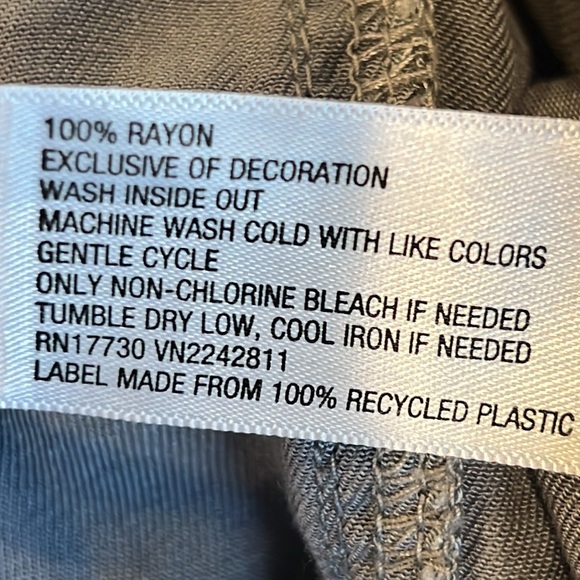 100% RAYON
EXCLUSIVE OF DECORATION
WASH INSIDE OUT
MACHINE WASH COLD WITH LIKE COLORS
GENTLE CYCLE
ONLY NON-CHLORINE BLEACH IF NEEDED
TUMBLE DRY LOW, COOL IRON IF NEEDED
RN17730 VN2242811
LABEL MADE FROM 100% RECYCLED PLASTIC